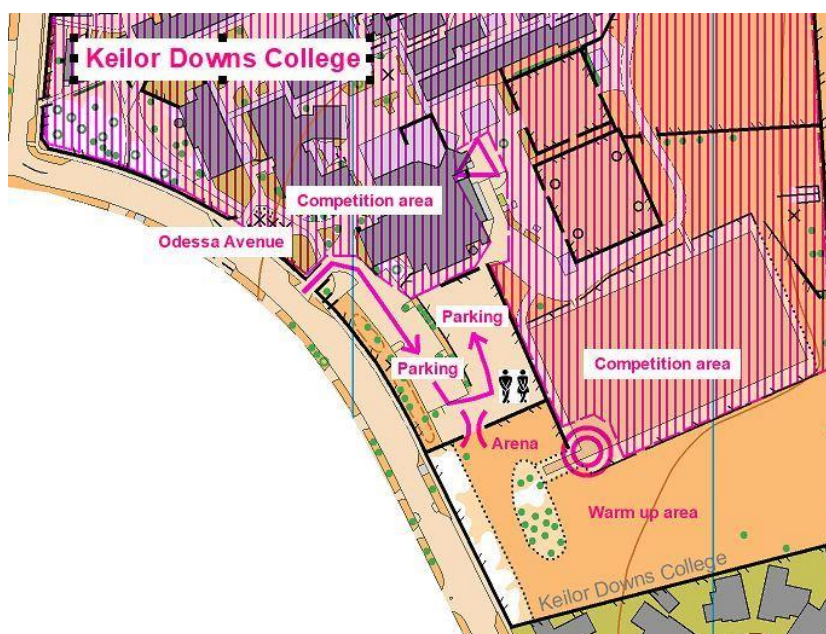 Keilor Downs College
Competition area
Odessa Avenue
Parking
Parking
Competition area
Arena
Warm up area
Keilor Downs College